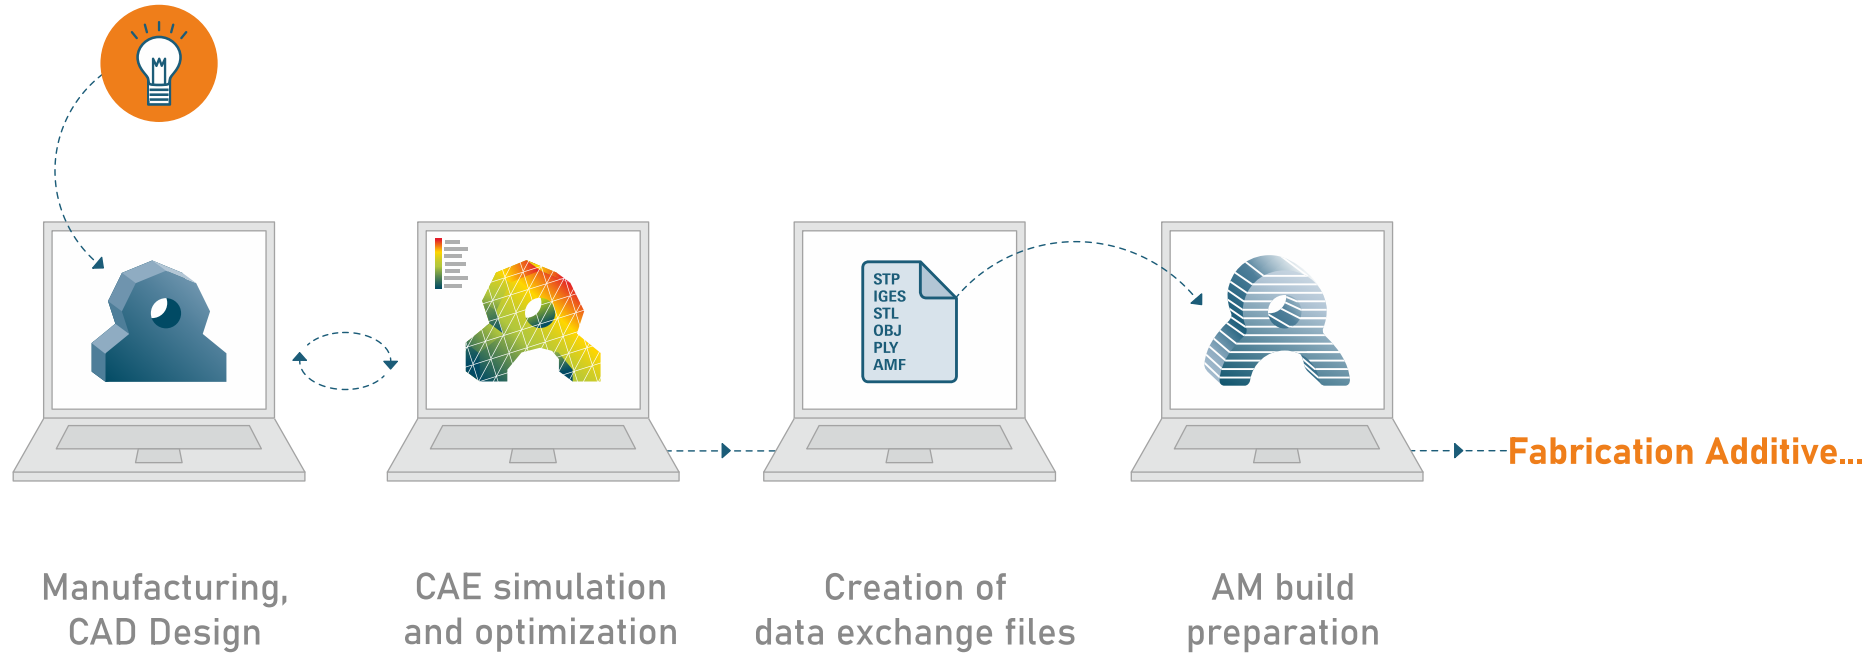 STP
IGES
STL
OBJ
PLY
AMF
Fabrication Additive...
Manufacturing,
CAD Design
CAE simulation
and optimization
Creation of
data exchange files
AM build
preparation